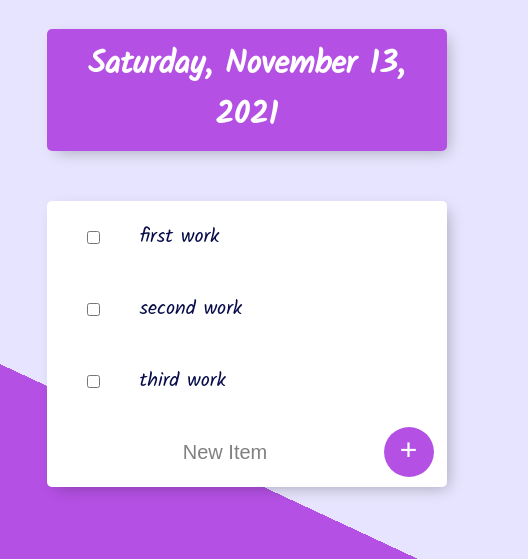 Saturday, November 13,
2021
first work
second work
third work
New Item
+